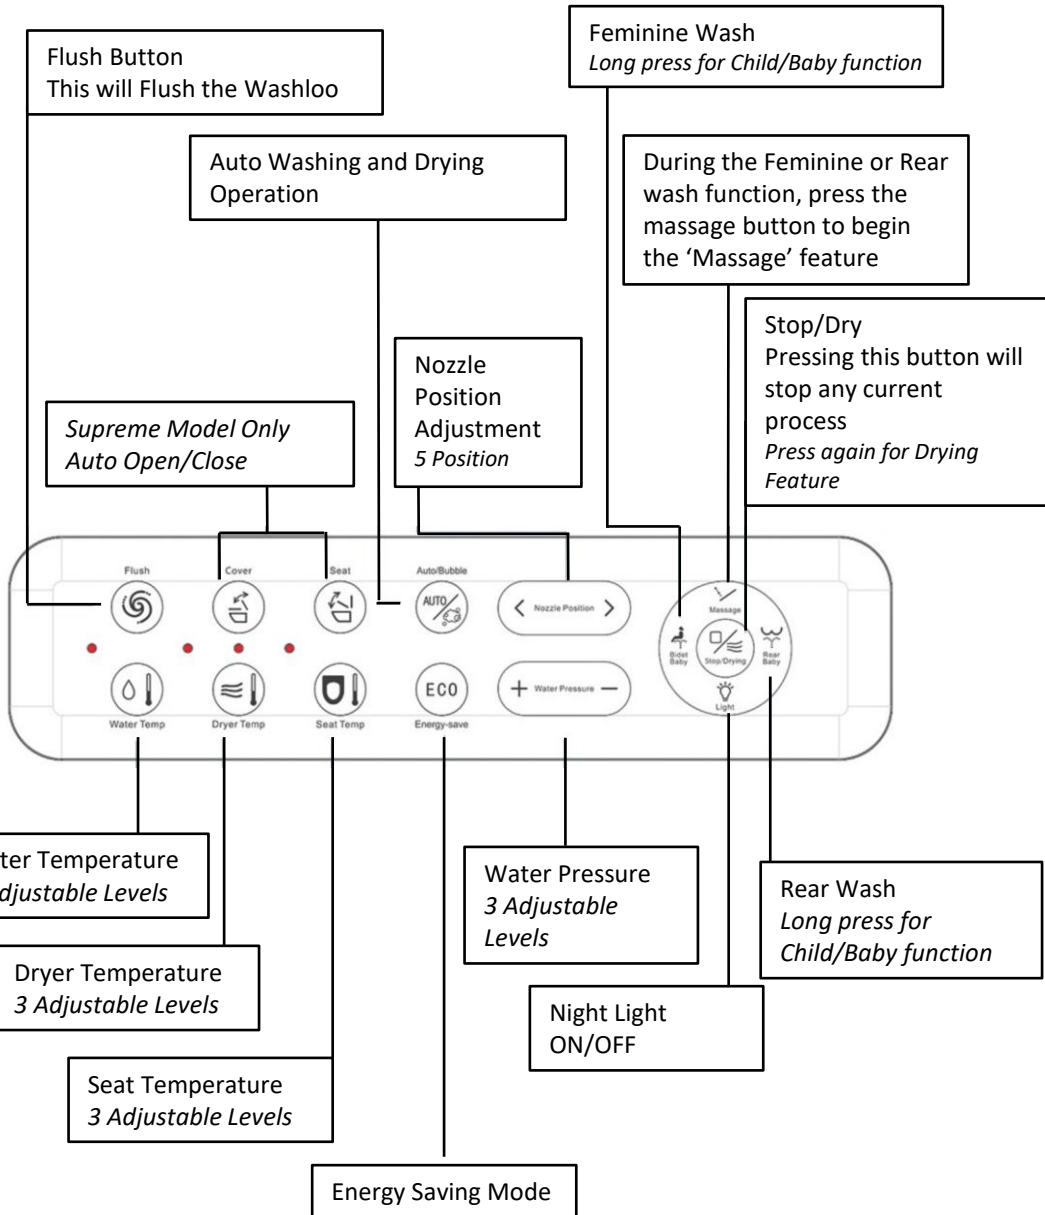 Feminine Wash
Long press for Child/Baby function
Flush Button
This will Flush the Washloo
Auto Washing and Drying
Operation
During the Feminine or Rear
wash function, press the
massage button to begin
the ‘Massage’ feature
Stop/Dry
Pressing this button will
stop any current
process
Press again for Drying
Feature
Nozzle
Position
Adjustment
5 Position
Supreme Model Only
Auto Open/Close
Flush
Cover
Seat
Auto/Bubble
AUTO
Nozzle Position
Massage
Bidet
Baby
Stop/Drying
Rear
Baby
Light
ECO
Water Pressure
Water Temp
Dryer Temp
Seat Temp
Energy-save
ter Temperature
djustable Levels
Water Pressure
3 Adjustable
Levels
Rear Wash
Long press for
Child/Baby function
Dryer Temperature
3 Adjustable Levels
Night Light
ON/OFF
Seat Temperature
3 Adjustable Levels
Energy Saving Mode